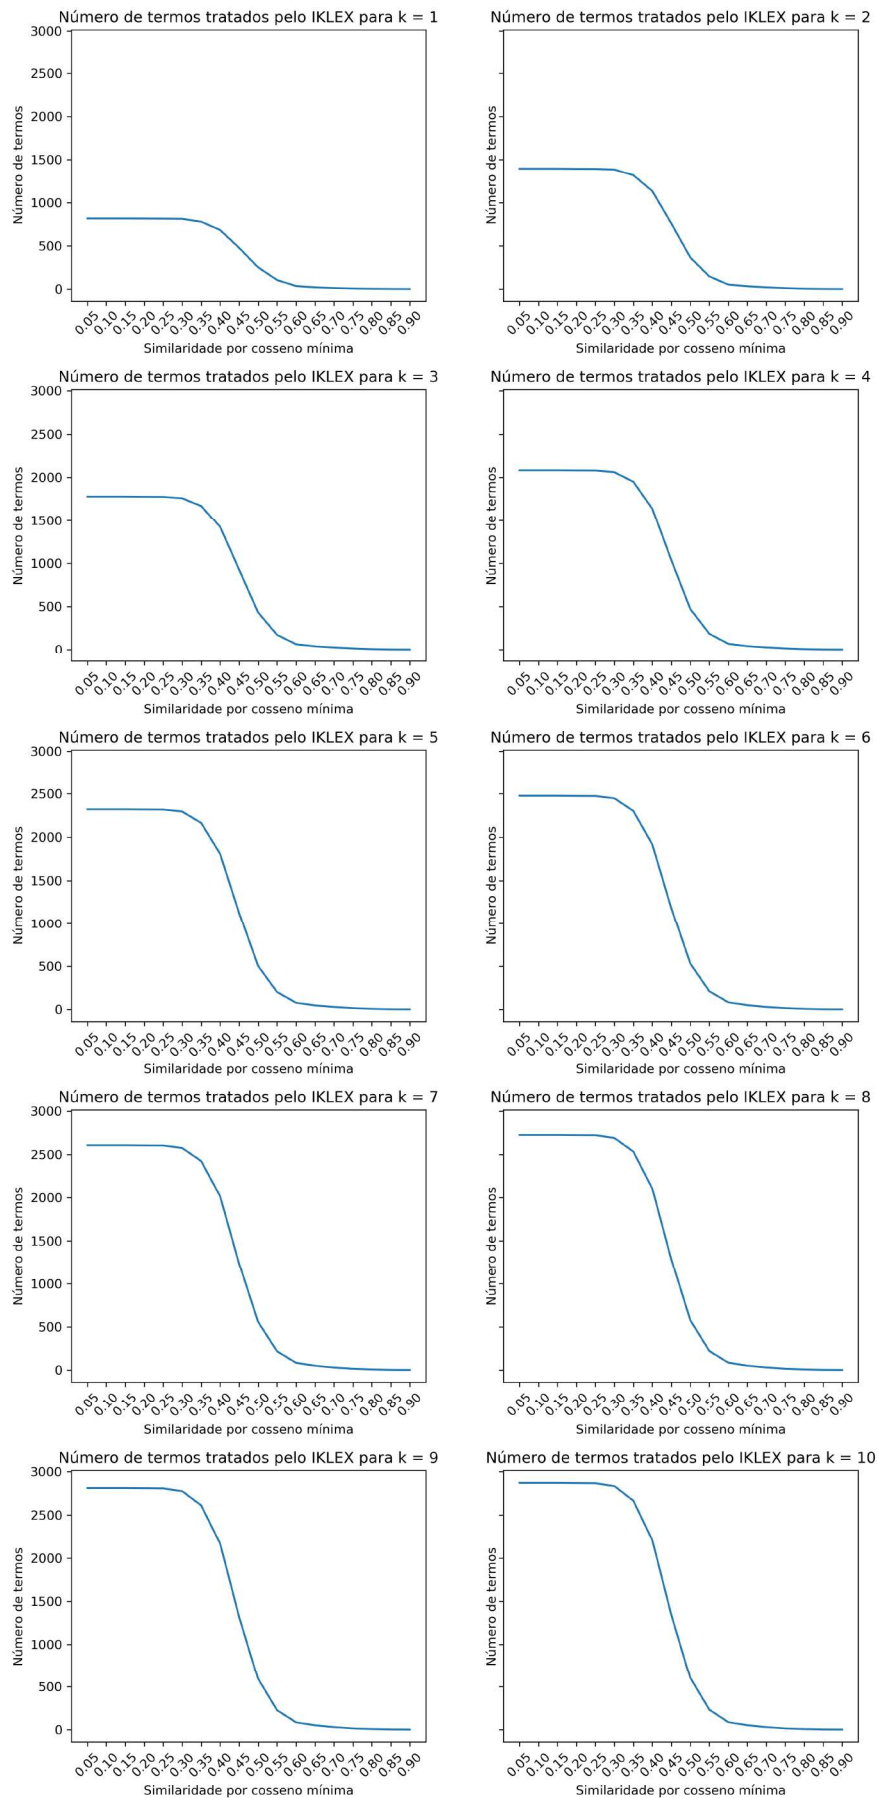 Número de termos tratados pelo IKLEX para k = 1
Número de termos
3000
2500
2000
1500
1000
500
0
0.05 0.10 0.15 0.20 0.25 0.30 0.35 0.40 0.45 0.50 0.55 0.60 0.65 0.70 0.75 0.80 0.85 0.90
Similaridade por cosseno mínima
Número de termos tratados pelo IKLEX para k = 2
Número de termos
0.05 0.10 0.15 0.20 0.25 0.30 0.35 0.40 0.45 0.50 0.55 0.60 0.65 0.70 0.75 0.80 0.85 0.90
Similaridade por cosseno mínima
Número de termos tratados pelo IKLEX para k = 3
Número de termos
3000
2500
2000
1500
1000
500
0
0.05 0.10 0.15 0.20 0.25 0.30 0.35 0.40 0.45 0.50 0.55 0.60 0.65 0.70 0.75 0.80 0.85 0.90
Similaridade por cosseno mínima
Número de termos tratados pelo IKLEX para k = 4
Número de termos
0.05 0.10 0.15 0.20 0.25 0.30 0.35 0.40 0.45 0.50 0.55 0.60 0.65 0.70 0.75 0.80 0.85 0.90
Similaridade por cosseno mínima
Número de termos tratados pelo IKLEX para k = 5
Número de termos
3000
2500
2000
1500
1000
500
0
0.05 0.10 0.15 0.20 0.25 0.30 0.35 0.40 0.45 0.50 0.55 0.60 0.65 0.70 0.75 0.80 0.85 0.90
Similaridade por cosseno mínima
Número de termos tratados pelo IKLEX para k = 6
Número de termos
0.05 0.10 0.15 0.20 0.25 0.30 0.35 0.40 0.45 0.50 0.55 0.60 0.65 0.70 0.75 0.80 0.85 0.90
Similaridade por cosseno mínima
Número de termos tratados pelo IKLEX para k = 7
Número de termos
3000
2500
2000
1500
1000
500
0
0.05 0.10 0.15 0.20 0.25 0.30 0.35 0.40 0.45 0.50 0.55 0.60 0.65 0.70 0.75 0.80 0.85 0.90
Similaridade por cosseno mínima
Número de termos tratados pelo IKLEX para k = 8
Número de termos
0.05 0.10 0.15 0.20 0.25 0.30 0.35 0.40 0.45 0.50 0.55 0.60 0.65 0.70 0.75 0.80 0.85 0.90
Similaridade por cosseno mínima
Número de termos tratados pelo IKLEX para k = 9
Número de termos
3000
2500
2000
1500
1000
500
0
0.05 0.10 0.15 0.20 0.25 0.30 0.35 0.40 0.45 0.50 0.55 0.60 0.65 0.70 0.75 0.80 0.85 0.90
Similaridade por cosseno mínima
Número de termos tratados pelo IKLEX para k = 10
Número de termos
0.05 0.10 0.15 0.20 0.25 0.30 0.35 0.40 0.45 0.50 0.55 0.60 0.65 0.70 0.75 0.80 0.85 0.90
Similaridade por cosseno mínima